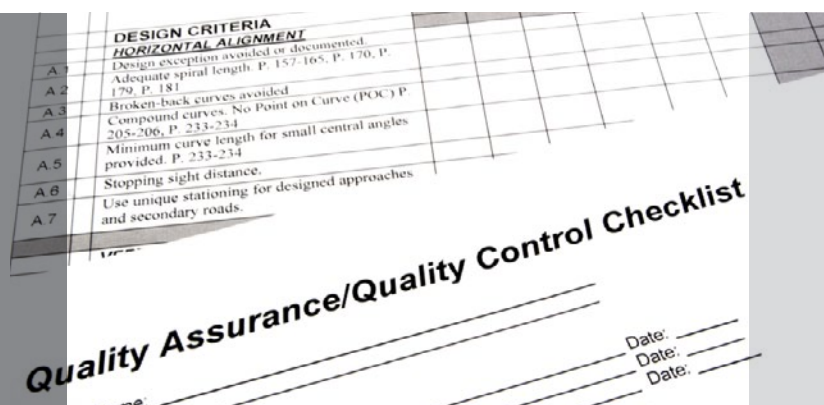 DESIGN CRITERIA
HORIZONTAL ALIGNMENT
A.1 Design exception avoided or documented.
A.2 Adequate spiral length. P. 157-165, P. 170, P.
179, P. 181
A.3 Broken-back curves avoided
A.4 Compound curves. No Point on Curve (POC) P.
205-206, P. 233-234
A.5 Minimum curve length for small central angles
provided. P. 233-234
A.6 Stopping sight distance.
A.7 Use unique stationing for designed approaches
and secondary roads.
Quality Assurance/Quality Control Checklist
Date:
Date:
Date: